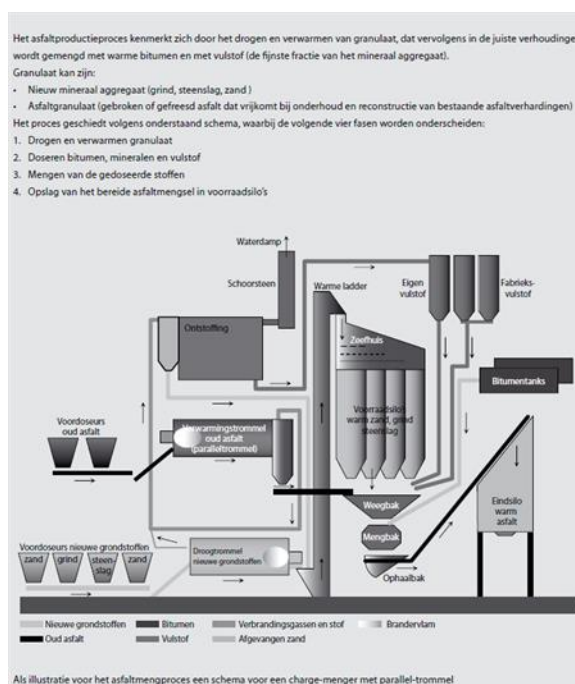 Het asfaltproductieproces kenmerkt zich door het drogen en verwarmen van granulaat, dat vervolgens in de juiste verhoudinge
wordt gemengd met warme bitumen en met vulstof (de fijnste fractie van het mineraal aggregaat).
Granulaat kan zijn:
• Nieuw mineraal aggregaat (grind, steenslag, zand )
• Asfaltgranulaat (gebroken of gefreesd asfalt dat vrijkomt bij onderhoud en reconstructie van bestaande asfaltverhardingen)
Het proces geschiedt volgens onderstaand schema, waarbij de volgende vier fasen worden onderscheiden:
1. Drogen en verwarmen granulaat
2. Doseren bitumen, mineralen en vulstof
3. Mengen van de gedoseerde stoffen
4. Opslag van het bereide asfaltmengsel in voorraadsilo's
Waterdamp
Schoorsteen
Warme ladder
Eigen
vulstof
Fabrieks-
vulstof
Ontstoffing
Zeefhuis
Bitumentanks
Voordoseurs
oud asfalt
Verwarmingstrommel
oud asfalt
(paralleltrommel)
Voorraadsilo's
warm zand, grind
steenslag
Weegbak
Eindsilo
warm
asfalt
Mengbak
Voordoseurs nieuwe grondstoffen
zand
grind
steen-
slag
zand
Droogtrommel
nieuwe grondstoffen
Ophaalbak
Nieuwe grondstoffen
Bitumen
Verbrandingsgassen en stof
Brandervlam
Oud asfalt
Vulstof
Afgevangen zand
Als illustratie voor het asfaltmengproces een schema voor een charge-menger met parallel-trommel